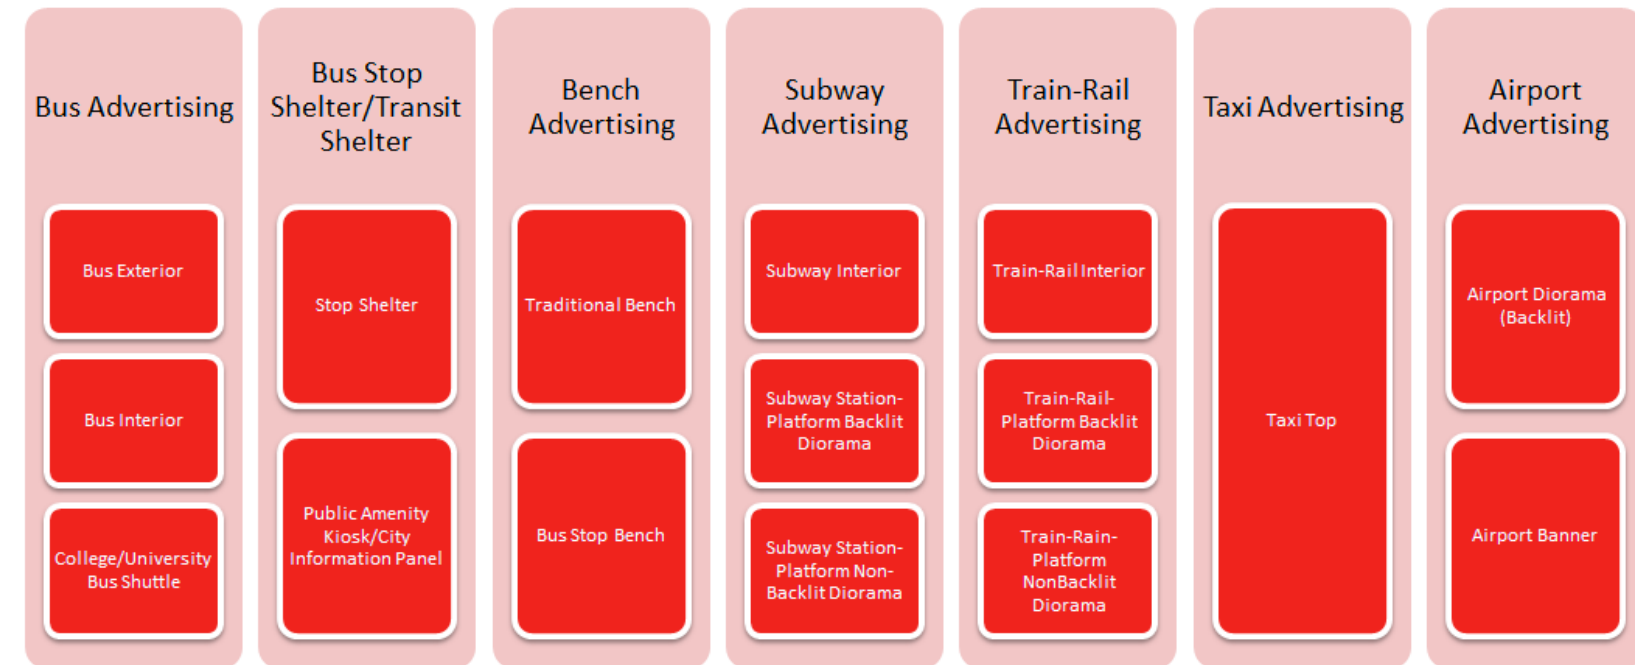 Bus Advertising
Bus Exterior
Bus Interior
College/University
Bus Shuttle
Bus Stop
Shelter/Transit
Shelter
Stop Shelter
Public Amenity
Kiosk/City
Information Panel
Bench
Advertising
Traditional Bench
Bus Stop Bench
Subway
Advertising
Subway Interior
Subway Station-
Platform Backlit
Diorama
Subway Station-
Platform Non-
Backlit Diorama
Train-Rail
Advertising
Train-Rail Interior
Train-Rail-
Platform Backlit
Diorama
Train-Rain-
Platform
NonBacklit
Diorama
Taxi Advertising
Taxi Top
Airport
Advertising
Airport Diorama
(Backlit)
Airport Banner